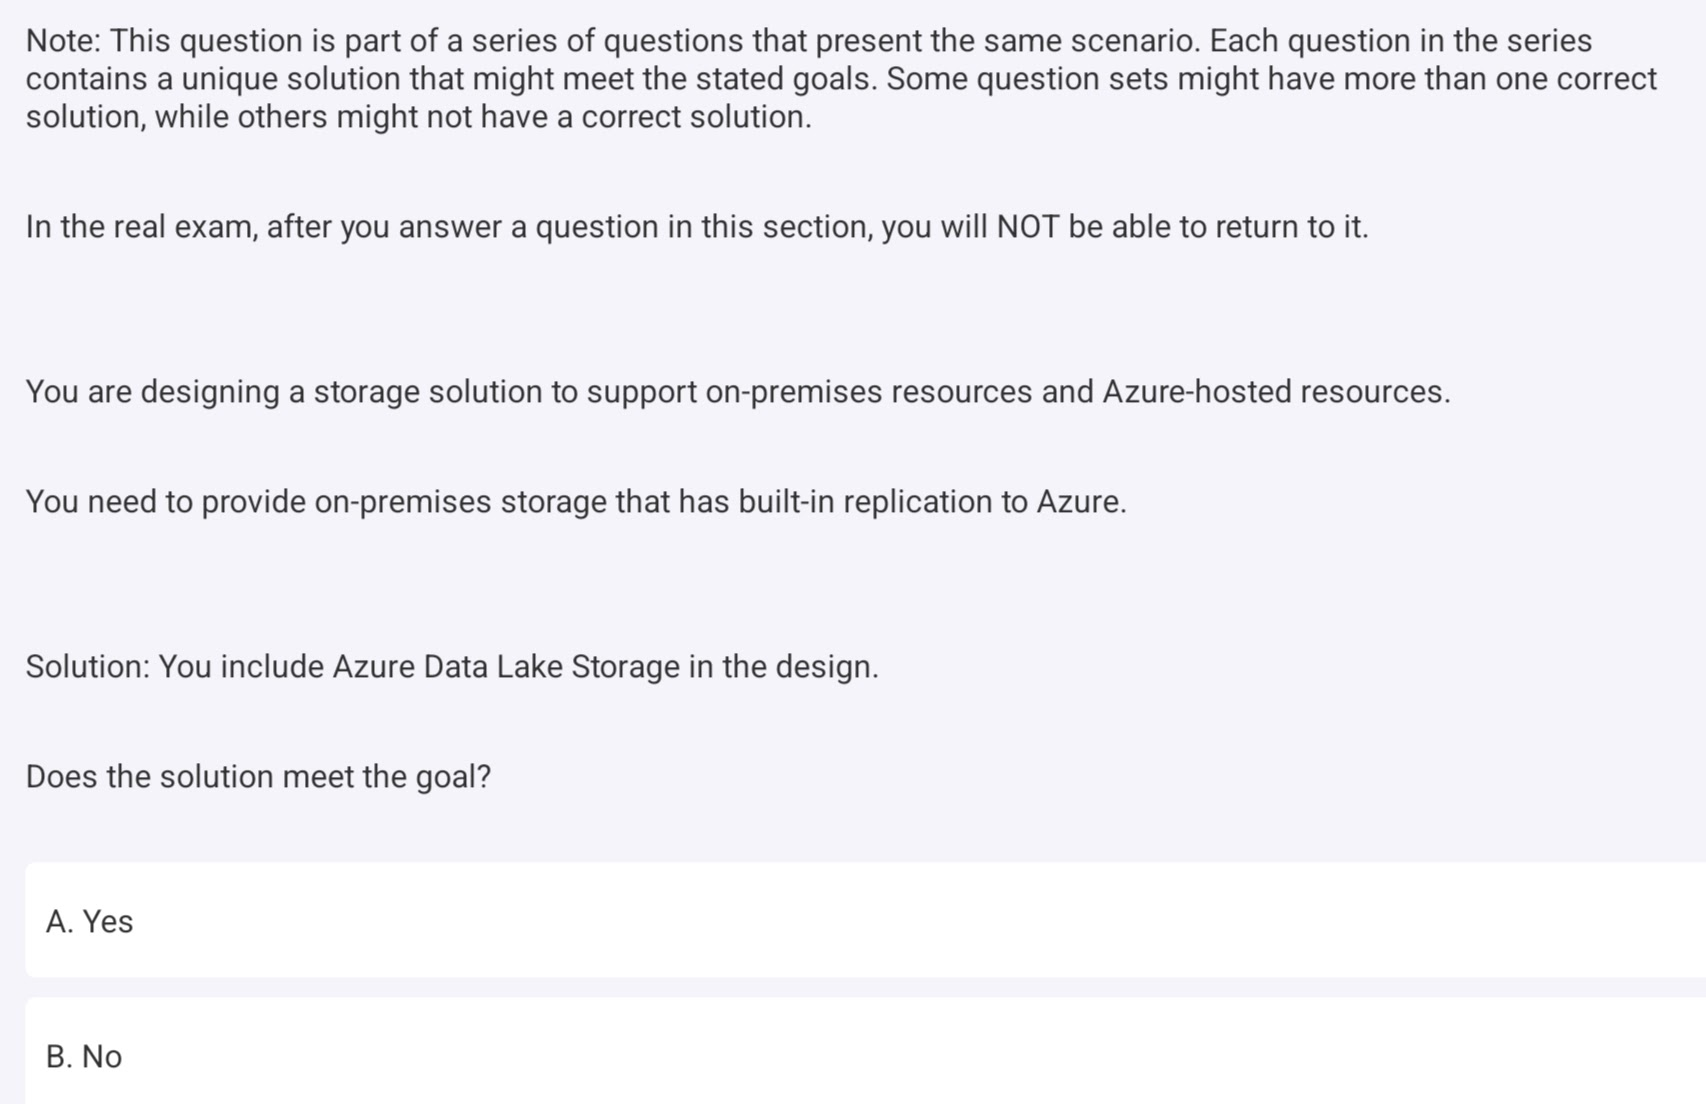 Note: This question is part of a series of questions that present the same scenario. Each question in the series
contains a unique solution that might meet the stated goals. Some question sets might have more than one correct
solution, while others might not have a correct solution.
In the real exam, after you answer a question in this section, you will NOT be able to return to it.
You are designing a storage solution to support on-premises resources and Azure-hosted resources.
You need to provide on-premises storage that has built-in replication to Azure.
Solution: You include Azure Data Lake Storage in the design.
Does the solution meet the goal?
A. Yes
B. No